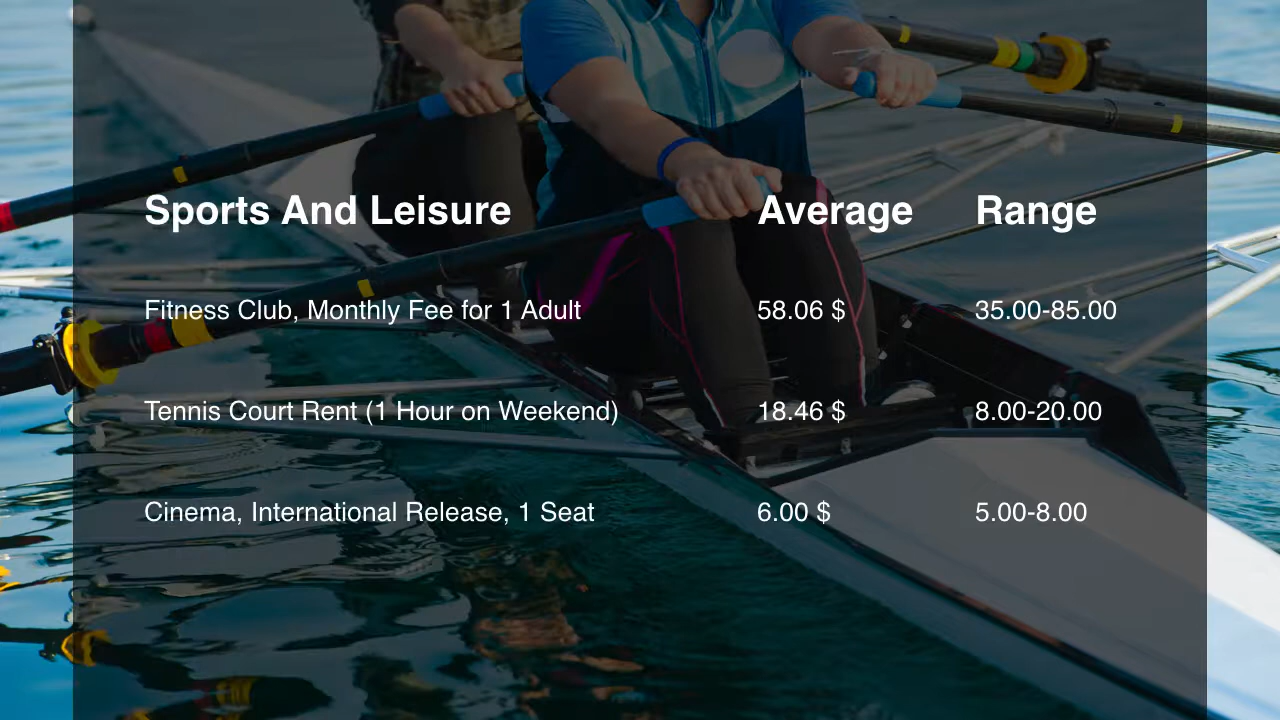 Sports And Leisure Average Range
Fitness Club, Monthly Fee for 1 Adult 58.06 $ 35.00-85.00
Tennis Court Rent (1 Hour on Weekend) 18.46 $ 8.00-20.00
Cinema, International Release, 1 Seat 6.00 $ 5.00-8.00